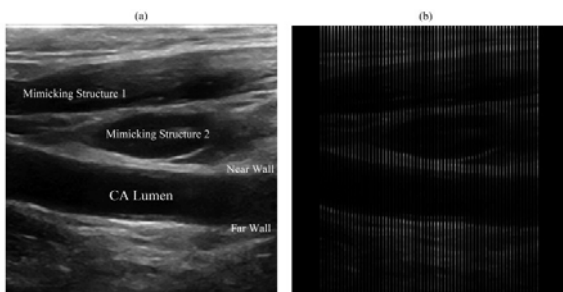 (a)
(b)
Mimicking Structure 1
Mimicking Structure 2
Near Wall
CA Lumen
Far Wall